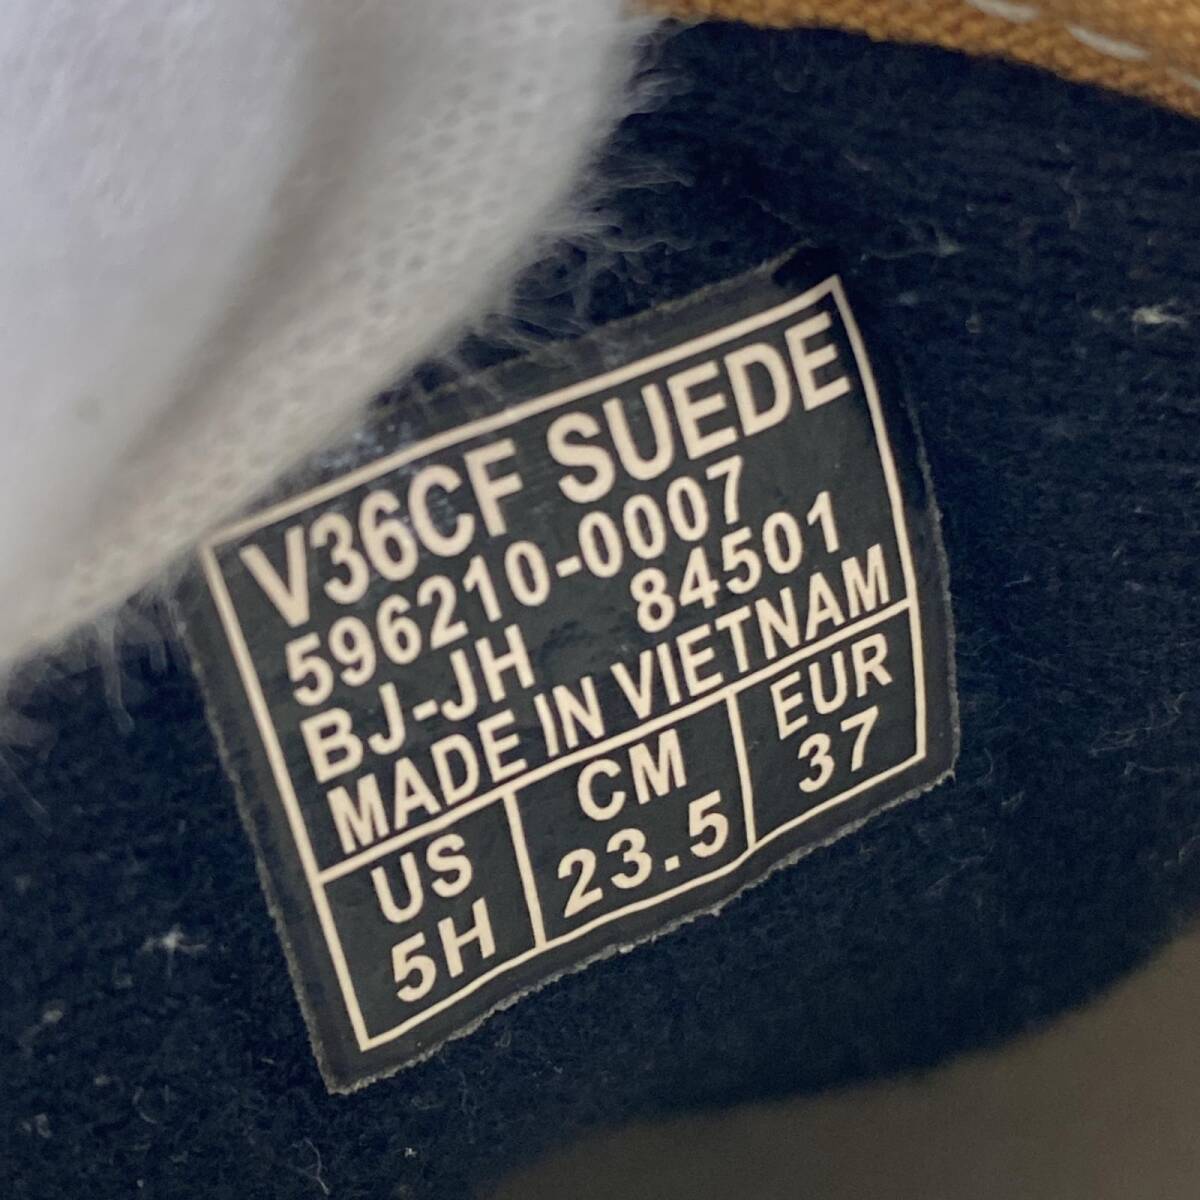 V36CF SUEDE
596210-0007
BJ-JH 84501
MADE IN VIETNAM
US CM EUR
5H 23.5 37